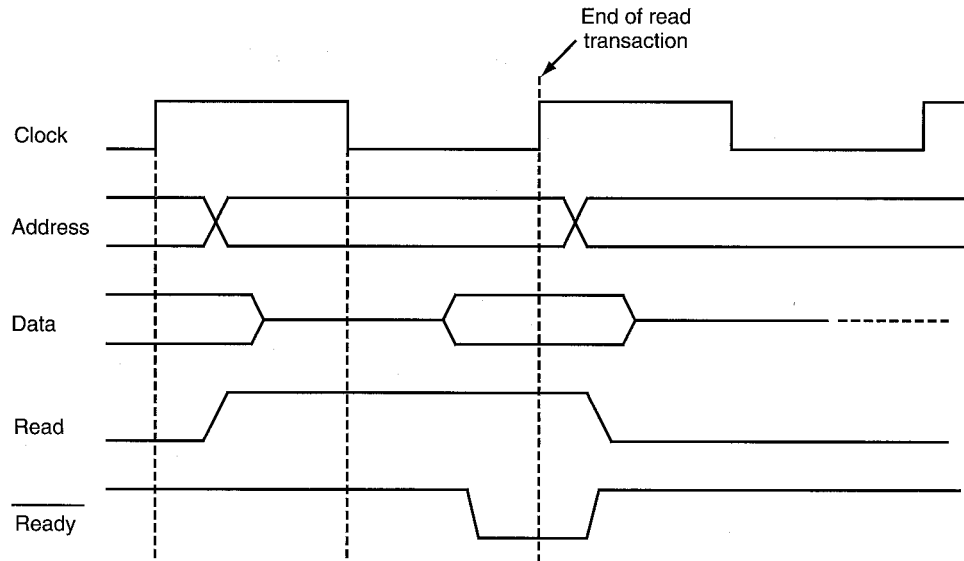 End of read
transaction
Clock
Address
Data
Read
Ready